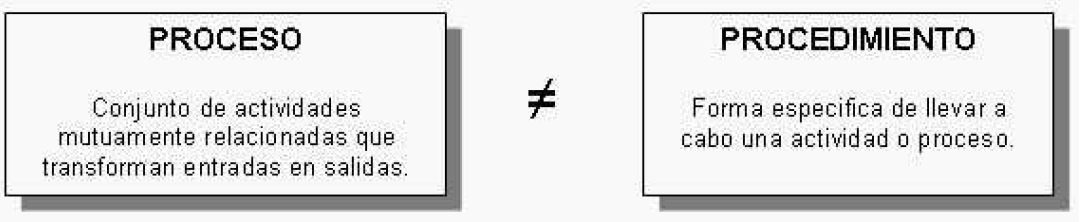 PROCESO
Conjunto de actividades
mutuamente relacionadas que
transforman entradas en salidas.
≠
PROCEDIMIENTO
Forma especifica de llevar a
cabo una actividad o proceso.